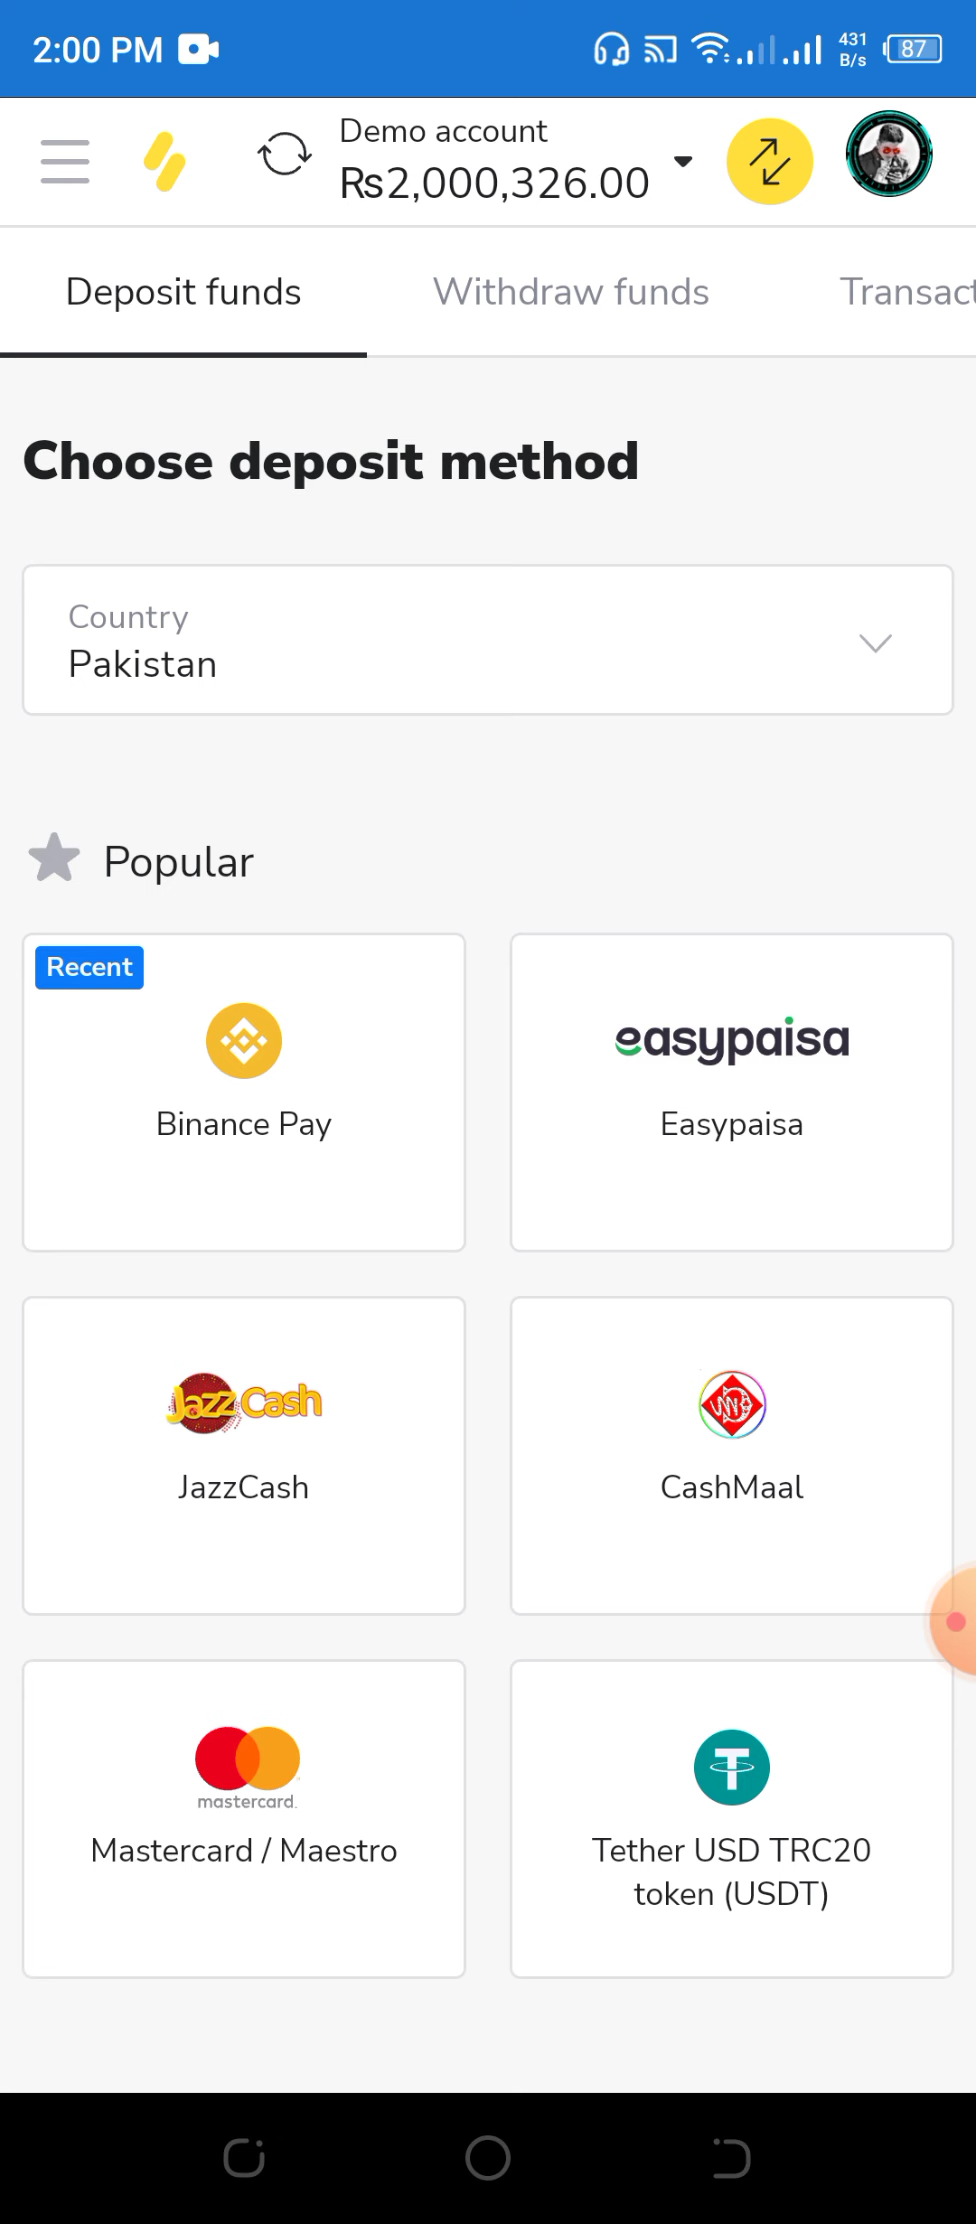 2:00 PM
431
B/s
87
Demo account
Rs2,000,326.00
Deposit funds
Withdraw funds
Transact
Choose deposit method
Country
Pakistan
Popular
Recent
Binance Pay
easypaisa
Easypaisa
JazzCash
JazzCash
CashMaal
mastercard.
Mastercard / Maestro
Tether USD TRC20
token (USDT)